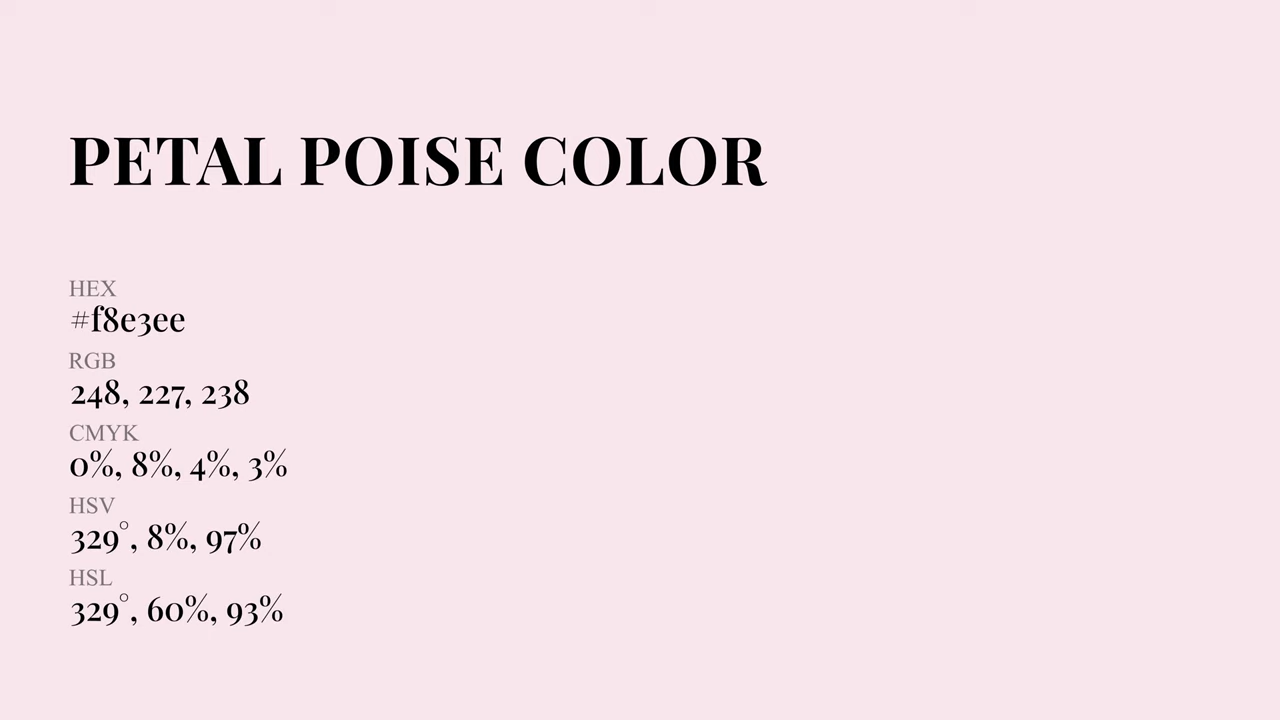 PETAL POISE COLOR
HEX
#f8e3ee
RGB
248, 227, 238
CMYK
0%, 8%, 4%, 3%
HSV
329°, 8%, 97%
HSL
329°, 60%, 93%